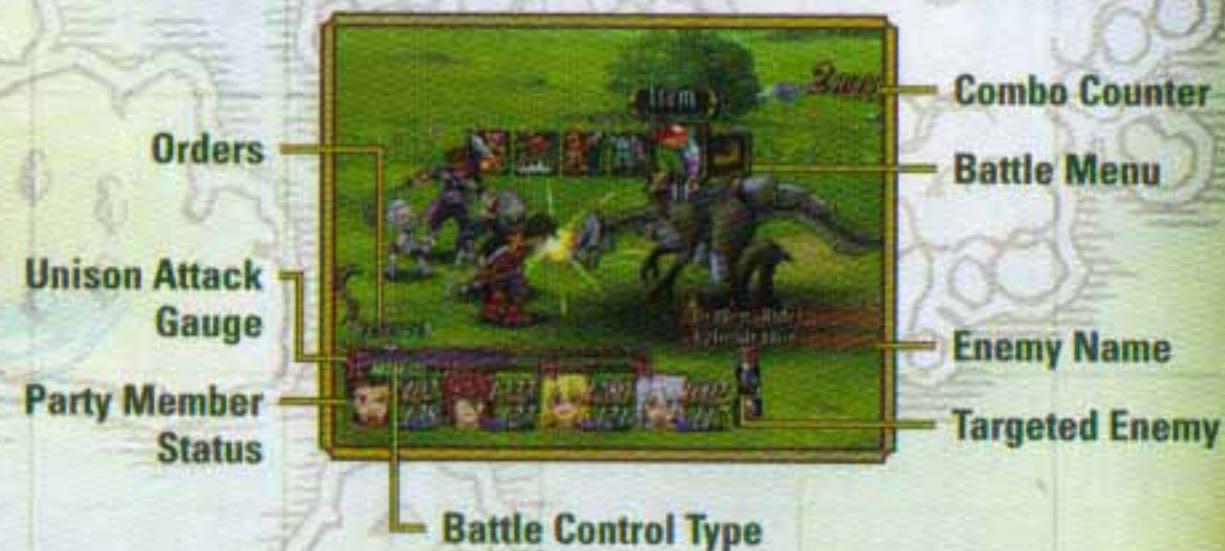 Orders
Unison Attack
Gauge
Party Member
Status
Item
Combo Counter
Battle Menu
Enemy Name
Targeted Enemy
Battle Control Type